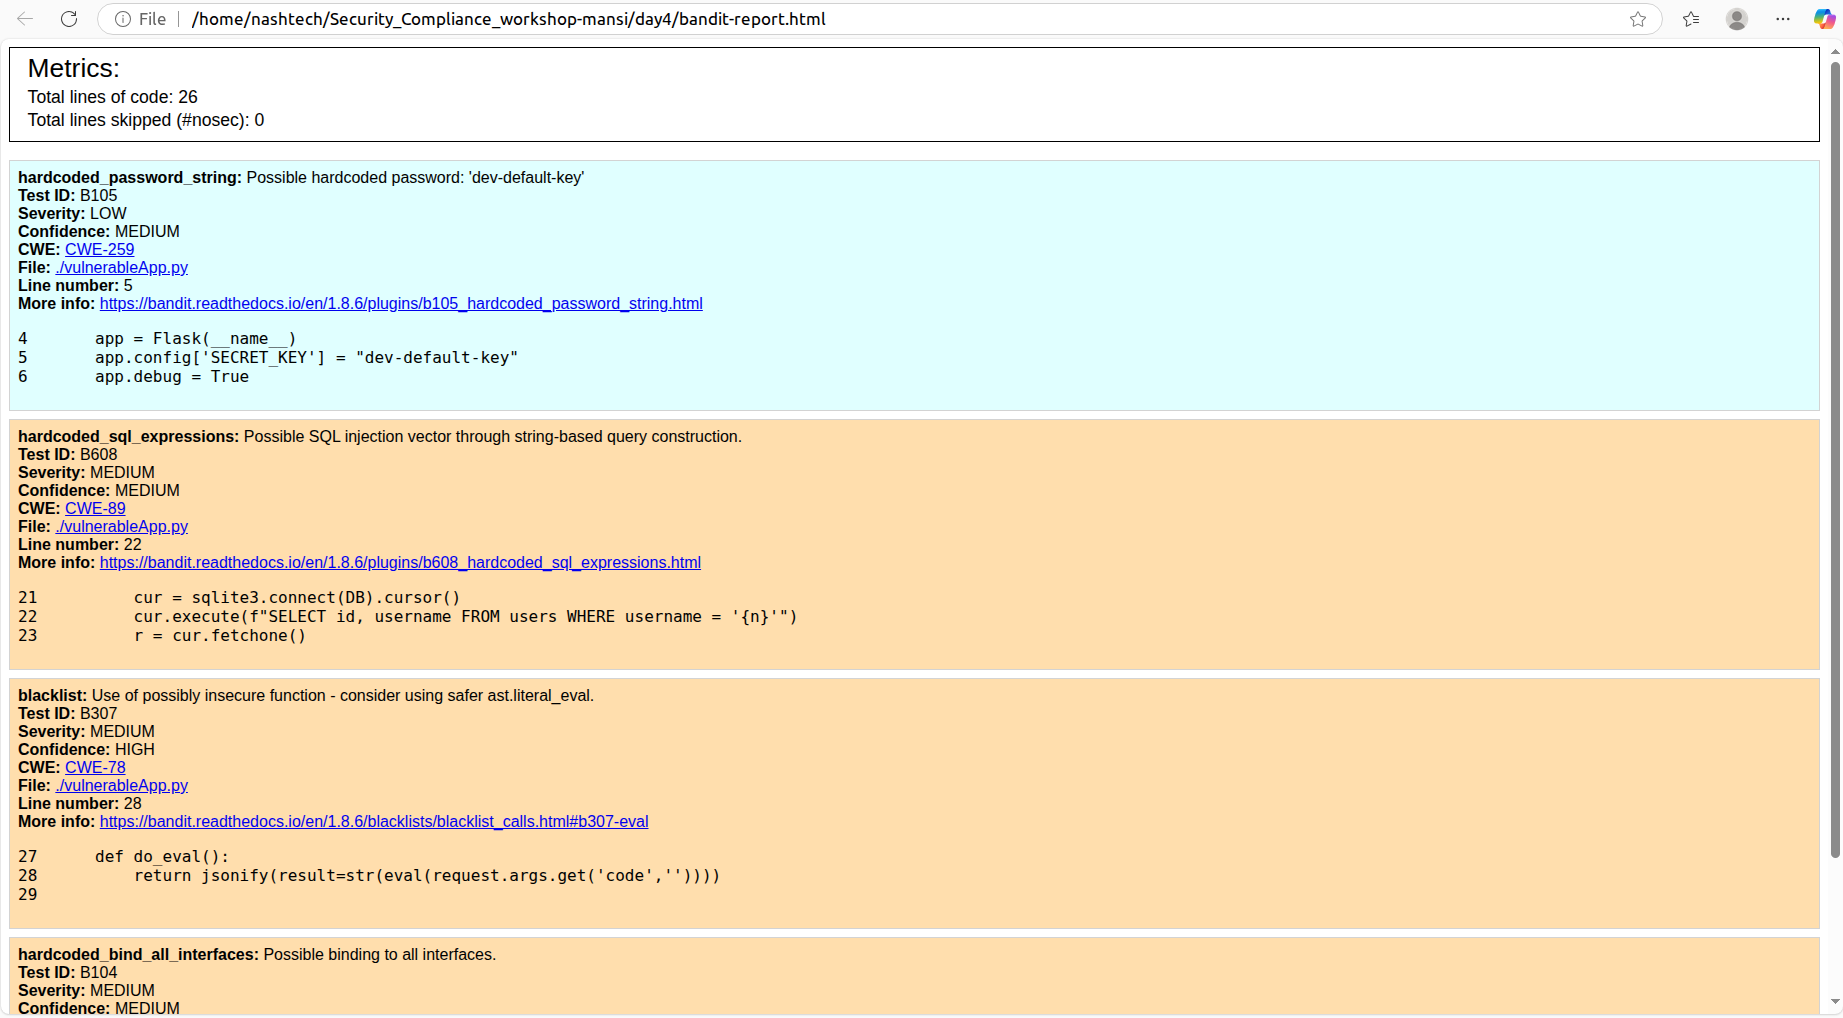 File | /home/nashtech/Security_Compliance_workshop-mansi/day4/bandit-report.html
Metrics:
Total lines of code: 26
Total lines skipped (#nosec): 0
hardcoded_password_string: Possible hardcoded password: 'dev-default-key'
Test ID: B105
Severity: LOW
Confidence: MEDIUM
CWE: CWE-259
File: ./vulnerableApp.py
Line number: 5
More info: https://bandit.readthedocs.io/en/1.8.6/plugins/b105_hardcoded_password_string.html
4       app = Flask(__name__)
5       app.config['SECRET_KEY'] = "dev-default-key"
6       app.debug = True
hardcoded_sql_expressions: Possible SQL injection vector through string-based query construction.
Test ID: B608
Severity: MEDIUM
Confidence: MEDIUM
CWE: CWE-89
File: ./vulnerableApp.py
Line number: 22
More info: https://bandit.readthedocs.io/en/1.8.6/plugins/b608_hardcoded_sql_expressions.html
21          cur = sqlite3.connect(DB).cursor()
22          cur.execute(f"SELECT id, username FROM users WHERE username = '{n}'")
23          r = cur.fetchone()
blacklist: Use of possibly insecure function - consider using safer ast.literal_eval.
Test ID: B307
Severity: MEDIUM
Confidence: HIGH
CWE: CWE-78
File: ./vulnerableApp.py
Line number: 28
More info: https://bandit.readthedocs.io/en/1.8.6/blacklists/blacklist_calls.html#b307-eval
27      def do_eval():
28          return jsonify(result=str(eval(request.args.get('code',''))))
29
hardcoded_bind_all_interfaces: Possible binding to all interfaces.
Test ID: B104
Severity: MEDIUM
Confidence: MEDIUM